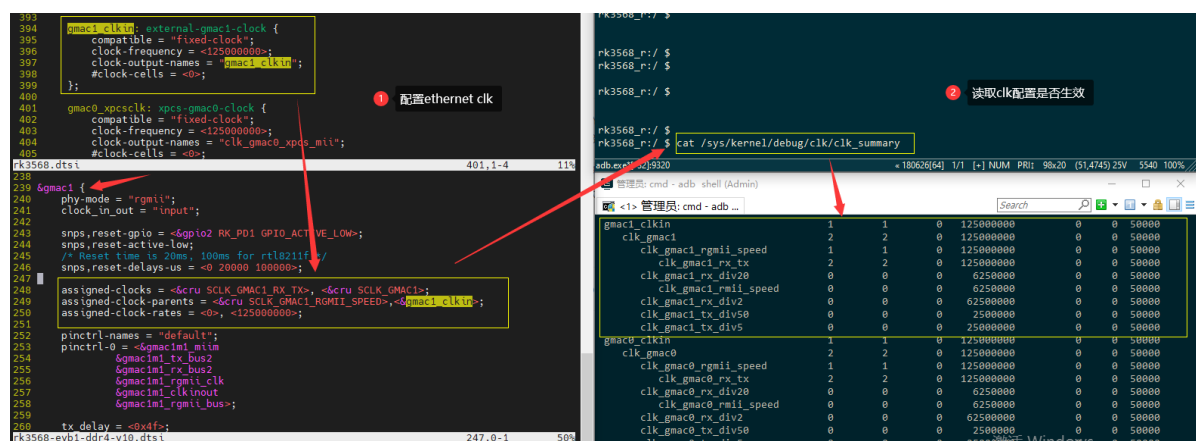 393
394 gmac1_clkin: external-gmac1-clock {
395 compatible = "fixed-clock";
396 clock-frequency = <125000000>;
397 clock-output-names = "gmac1_clkin";
398 #clock-cells = <0>;
399 };
400
401 gmac0_xpcsclk: xpcs-gmac0-clock {
402 compatible = "fixed-clock";
403 clock-frequency = <125000000>;
404 clock-output-names = "clk_gmac0_xpcs_mii";
405 #clock-cells = <0>;
rk3568.dtsi 401,1-4 11%
1 配置ethernet clk
238
239 &gmac1 {
240 phy-mode = "rgmii";
241 clock_in_out = "input";
242
243 snps,reset-gpio = <&gpio2 RK_PD1 GPIO_ACTIVE_LOW>;
244 snps,reset-active-low;
245 /* Reset time is 20ms, 100ms for rtl8211f */
246 snps,reset-delays-us = <0 20000 100000>;
247
248 assigned-clocks = <&cru SCLK_GMAC1_RX_TX>, <&cru SCLK_GMAC1>;
249 assigned-clock-parents = <&cru SCLK_GMAC1_RGMII_SPEED>,<&gmac1_clkin>;
250 assigned-clock-rates = <0>, <125000000>;
251
252 pinctrl-names = "default";
253 pinctrl-0 = <&gmac1m1_miim
254 &gmac1m1_tx_bus2
255 &gmac1m1_rx_bus2
256 &gmac1m1_rgmii_clk
257 &gmac1m1_clkinout
258 &gmac1m1_rgmii_bus>;
259
260 tx_delay = <0x4f>;
rk3568-evb1-ddr4-v10.dtsi 247,0-1 50%
rk3568_r:/ $
rk3568_r:/ $
rk3568_r:/ $
rk3568_r:/ $
2 读取clk配置是否生效
rk3568_r:/ $
rk3568_r:/ $ cat /sys/kernel/debug/clk/clk_summary
« 180626[64] 1/1 [+] NUM PRI: 98x20 (51,4745) 25V 5540 100%
管理员: cmd - adb shell (Admin)
<1> 管理员: cmd - adb ... Search
gmac1_clkin 1 1 0 125000000 0 0 50000
clk_gmac1 2 2 0 125000000 0 0 50000
clk_gmac1_rgmii_speed 1 1 0 125000000 0 0 50000
clk_gmac1_rx_tx 2 2 0 125000000 0 0 50000
clk_gmac1_rx_div20 0 0 0 6250000 0 0 50000
clk_gmac1_rmii_speed 0 0 0 6250000 0 0 50000
clk_gmac1_rx_div2 0 0 0 62500000 0 0 50000
clk_gmac1_tx_div50 0 0 0 2500000 0 0 50000
clk_gmac1_tx_div5 0 0 0 25000000 0 0 50000
gmac0_clkin 1 1 0 125000000 0 0 50000
clk_gmac0 2 2 0 125000000 0 0 50000
clk_gmac0_rgmii_speed 1 1 0 125000000 0 0 50000
clk_gmac0_rx_tx 2 2 0 125000000 0 0 50000
clk_gmac0_rx_div20 0 0 0 6250000 0 0 50000
clk_gmac0_rmii_speed 0 0 0 6250000 0 0 50000
clk_gmac0_rx_div2 0 0 0 62500000 0 0 50000
clk_gmac0_tx_div50 0 0 0 2500000 0 0 50000